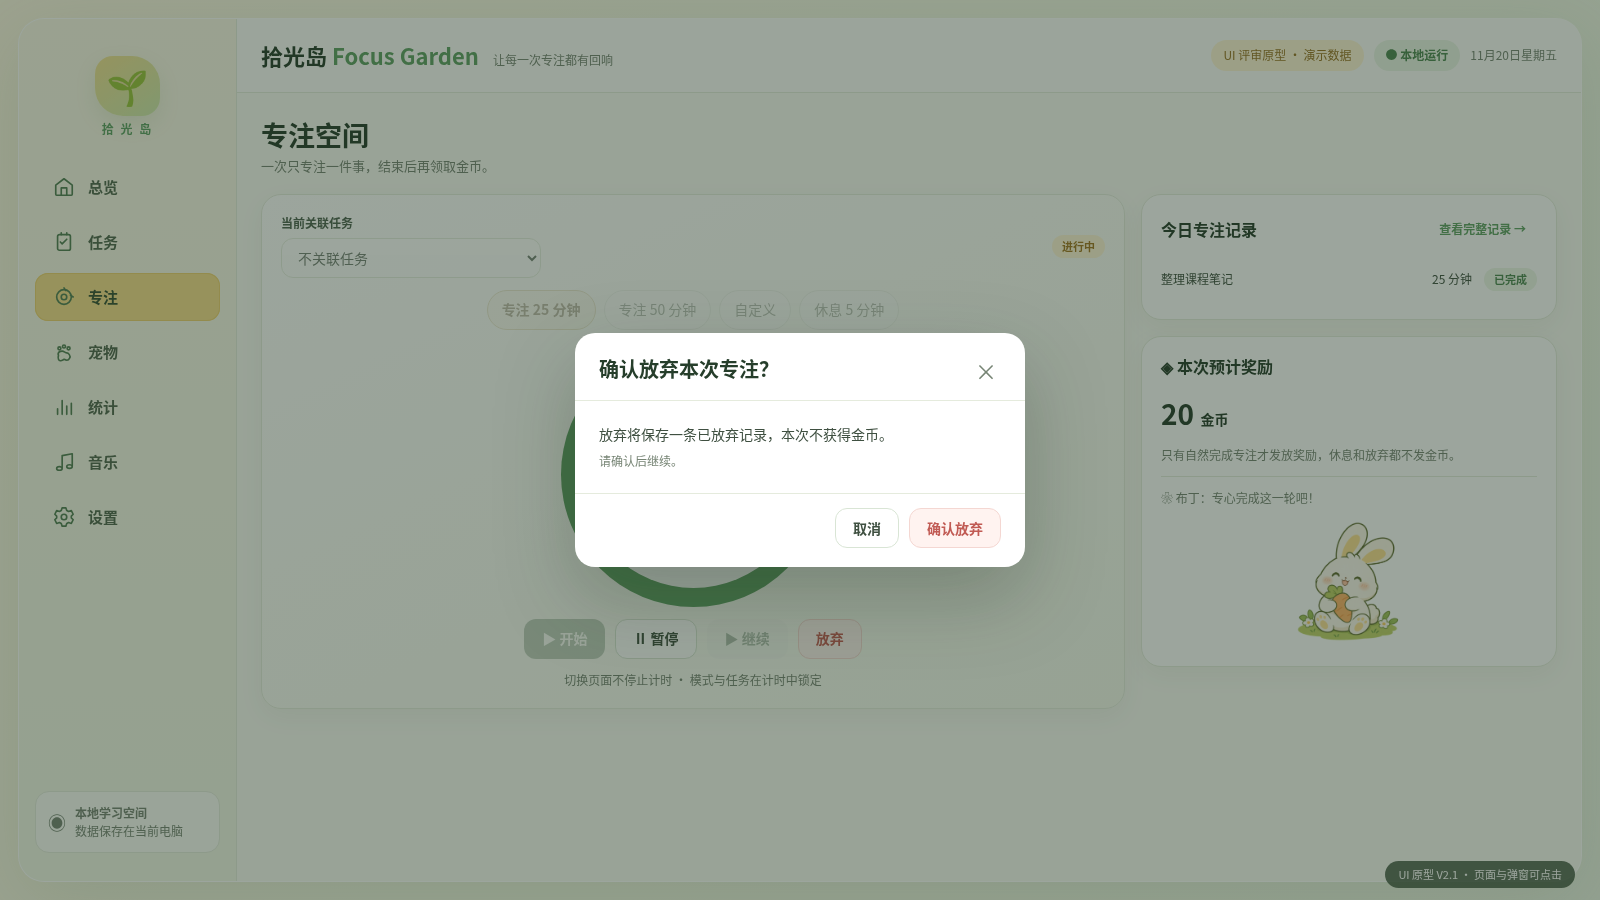 拾光岛
总览
任务
专注
宠物
统计
音乐
设置
本地学习空间
数据保存在当前电脑
拾光岛 Focus Garden 让每一次专注都有回响
UI 评审原型 · 演示数据
本地运行
11月20日星期五
专注空间
一次只专注一件事，结束后再领取金币。
当前关联任务
不关联任务
进行中
专注 25 分钟
专注 50 分钟
自定义
休息 5 分钟
确认放弃本次专注？
放弃将保存一条已放弃记录，本次不获得金币。
请确认后继续。
取消
确认放弃
▶ 开始
暂停
▶ 继续
放弃
切换页面不停止计时 · 模式与任务在计时中锁定
今日专注记录
查看完整记录 →
整理课程笔记
25 分钟
已完成
◈ 本次预计奖励
20 金币
只有自然完成专注才发放奖励，休息和放弃都不发金币。
布丁：专心完成这一轮吧！
UI 原型 V2.1 · 页面与弹窗可点击